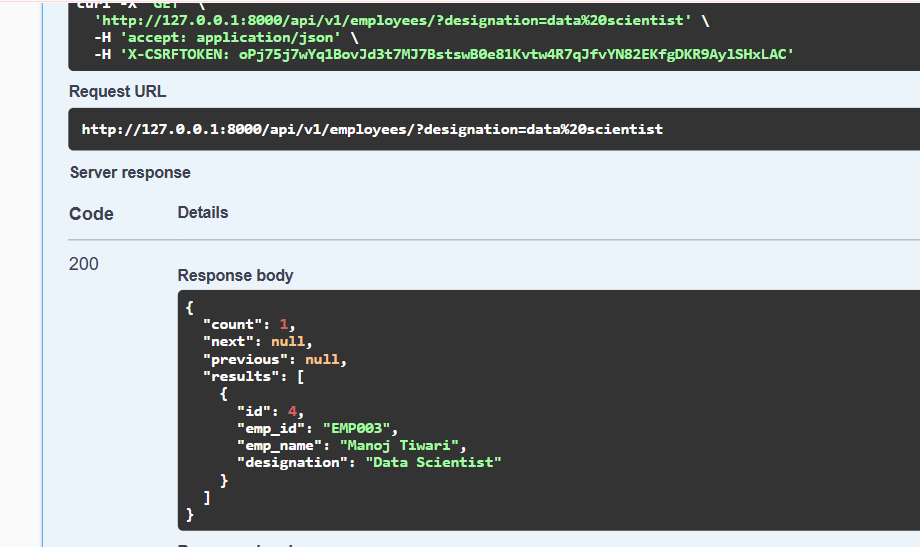 curl -X 'GET' \
'http://127.0.0.1:8000/api/v1/employees/?designation=data%20scientist' \
-H 'accept: application/json' \
-H 'X-CSRFTOKEN: oPj75j7wYq1BovJd3t7MJ7BstswB0e81Kvtw4R7qJfvYN82EKfgDKR9Ay1SHxLAC'
Request URL
http://127.0.0.1:8000/api/v1/employees/?designation=data%20scientist
Server response
Code Details
200
Response body
{
"count": 1,
"next": null,
"previous": null,
"results": [
{
"id": 4,
"emp_id": "EMP003",
"emp_name": "Manoj Tiwari",
"designation": "Data Scientist"
}
]
}